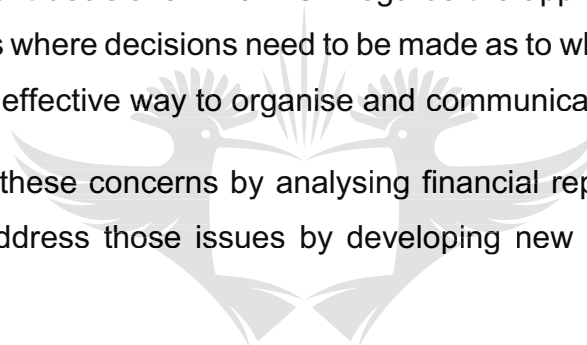 s where decisions need to be made as to wh
effective way to organise and communica
these concerns by analysing financial rep
ddress those issues by developing new